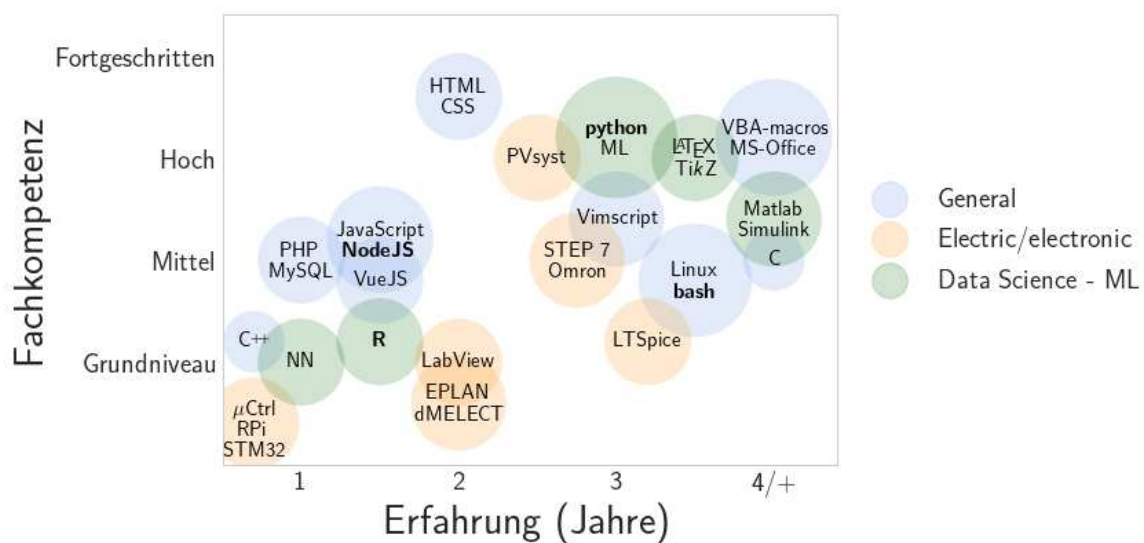 Fachkompetenz
Fortgeschritten
Hoch
Mittel
Grundniveau
HTML
CSS
python
ML
PVsyst
LATEX
TikZ
VBA-macros
MS-Office
Vimscript
Matlab
Simulink
C
JavaScript
NodeJS
VueJS
PHP
MySQL
STEP 7
Omron
Linux
bash
C++
NN
R
LabView
EPLAN
dMELECT
LTSpice
μCtrl
RPi
STM32
1
2
3
4/+
Erfahrung (Jahre)
General
Electric/electronic
Data Science - ML